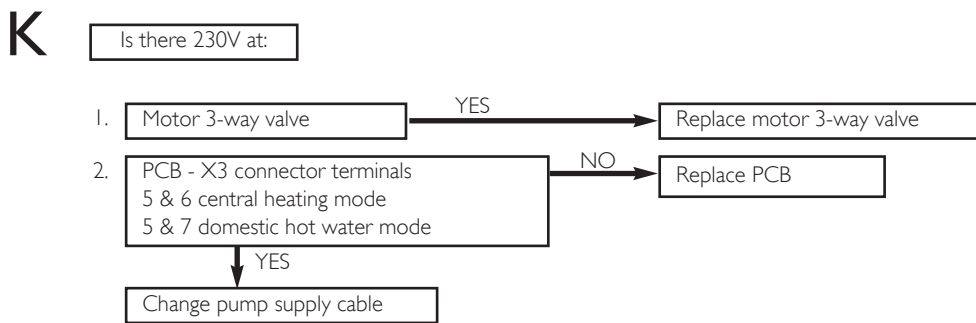 K
Is there 230V at:
1. Motor 3-way valve YES Replace motor 3-way valve
2. PCB - X3 connector terminals NO Replace PCB
5 & 6 central heating mode
5 & 7 domestic hot water mode
YES
Change pump supply cable